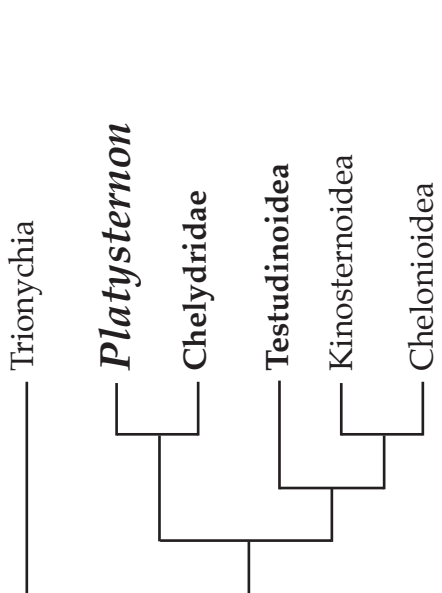 Trionychia
Platysternon
Chelydridae
Testudinoidea
Kinosternoidea
Chelonioidea